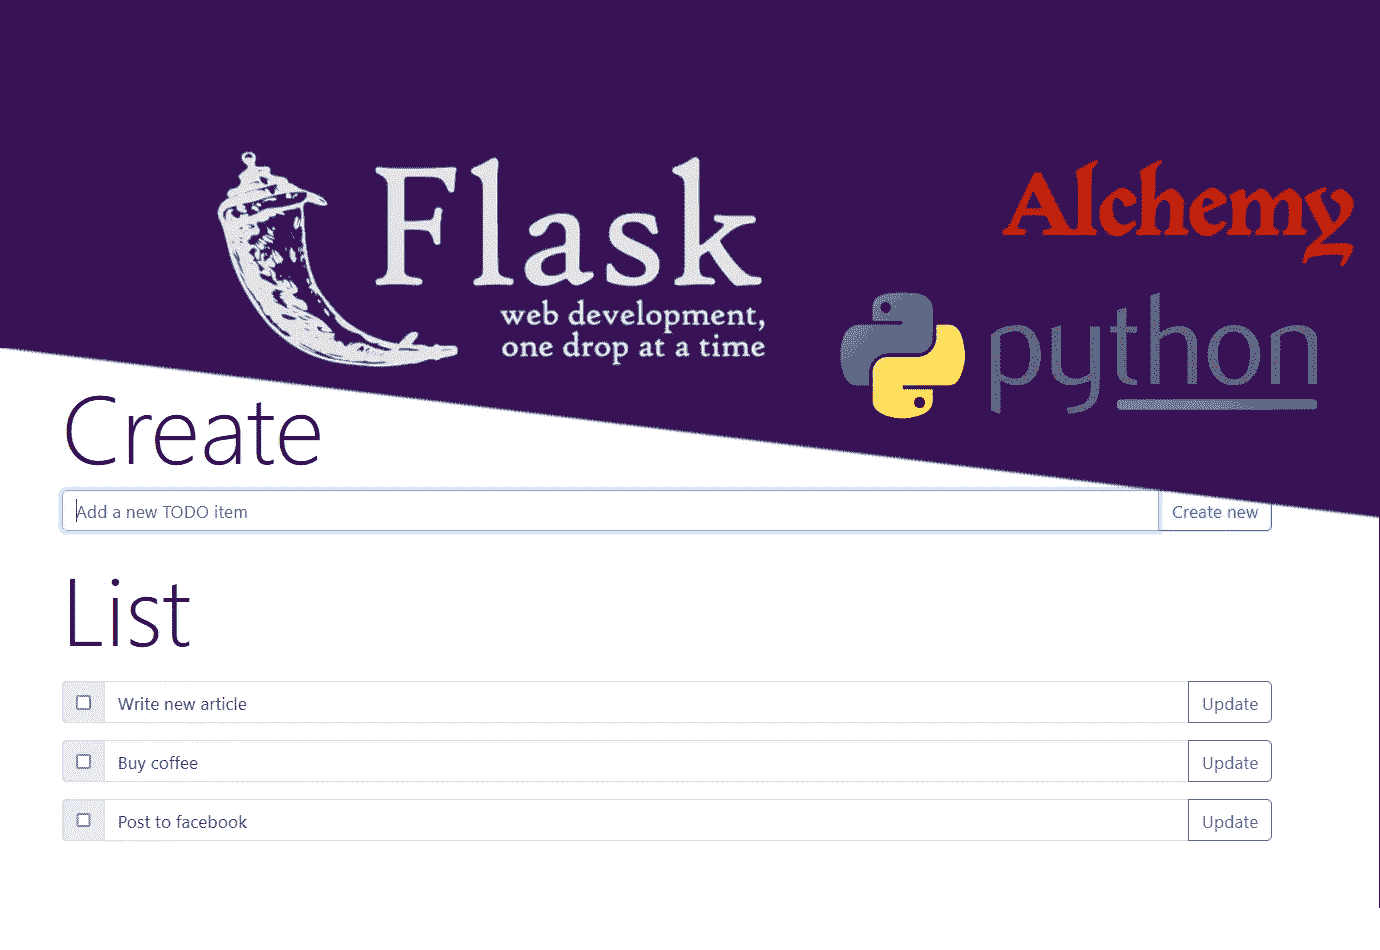 Flask
web development,
one drop at a time
Alchemy
python
Create
Add a new TODO item
Create new
List
Write new article
Update
Buy coffee
Update
Post to facebook
Update